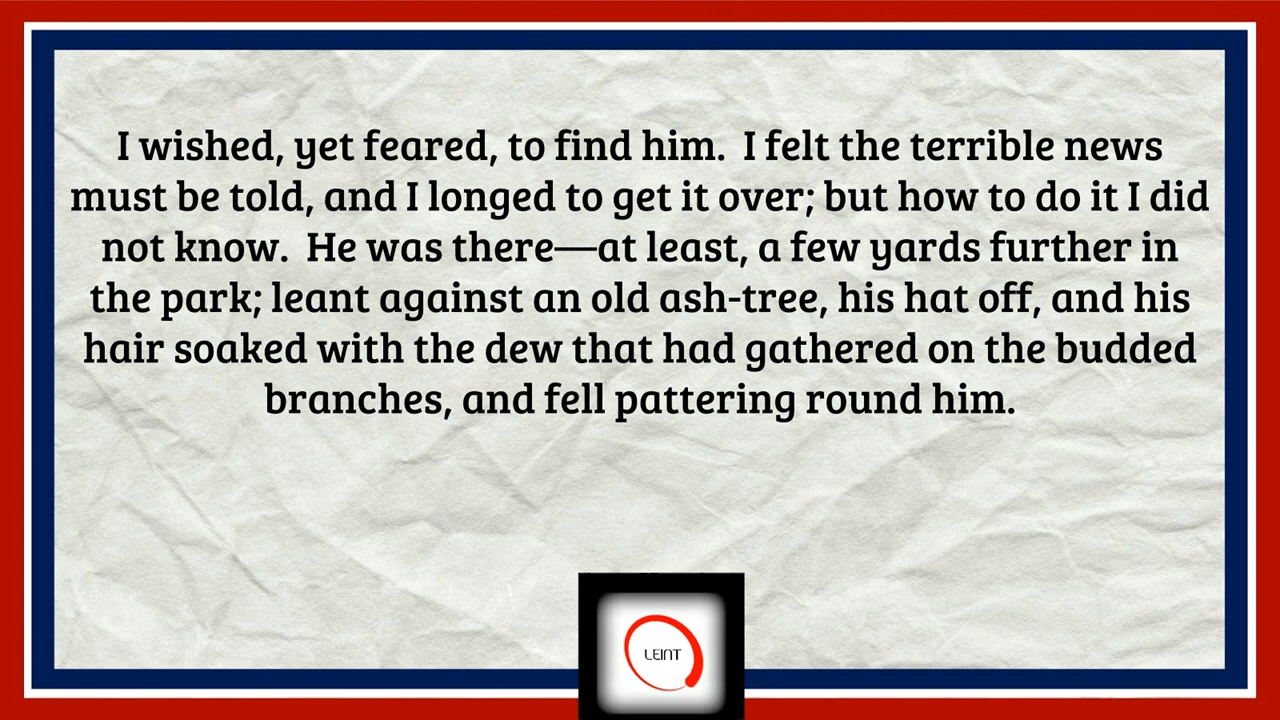 I wished, yet feared, to find him.  I felt the terrible news
must be told, and I longed to get it over; but how to do it I did
not know.  He was there—at least, a few yards further in
the park; leant against an old ash-tree, his hat off, and his
hair soaked with the dew that had gathered on the budded
branches, and fell pattering round him.
LEINT